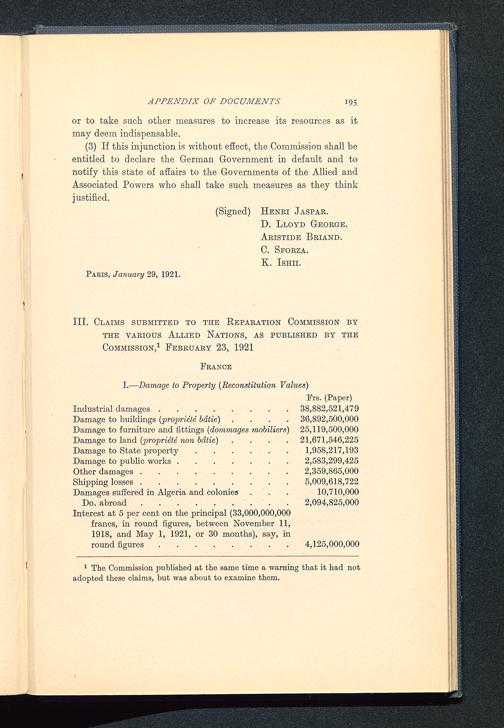 APPENDIX OF DOCUMENTS 195
or to take such other measures to increase its resources as it
may deem indispensable.
(3) If this injunction is without effect, the Commission shall be
entitled to declare the German Government in default and to
notify this state of affairs to the Governments of the Allied and
Associated Powers who shall take such measures as they think
justified.
(Signed) HENRI JASPAR.
D. LLOYD GEORGE.
ARISTIDE BRIAND.
C. SFORZA.
K. ISHII.
PARIS, January 29, 1921.
III. CLAIMS SUBMITTED TO THE REPARATION COMMISSION BY
THE VARIOUS ALLIED NATIONS, AS PUBLISHED BY THE
COMMISSION,¹ FEBRUARY 23, 1921
FRANCE
I.—Damage to Property (Reconstitution Values)
Frs. (Paper)
Industrial damages . . . . . . . . 38,882,521,479
Damage to buildings (propriété bâtie) . . . . 36,892,500,000
Damage to furniture and fittings (dommages mobiliers) 25,119,500,000
Damage to land (propriété non bâtie) . . . . 21,671,546,225
Damage to State property . . . . . . 1,958,217,193
Damage to public works . . . . . . . 2,583,299,425
Other damages . . . . . . . . . 2,359,865,000
Shipping losses . . . . . . . . . 5,009,618,722
Damages suffered in Algeria and colonies . . . 10,710,000
Do. abroad . . . . . . . . 2,094,825,000
Interest at 5 per cent on the principal (33,000,000,000
francs, in round figures, between November 11,
1918, and May 1, 1921, or 30 months), say, in
round figures . . . . . . . . 4,125,000,000
¹ The Commission published at the same time a warning that it had not
adopted these claims, but was about to examine them.